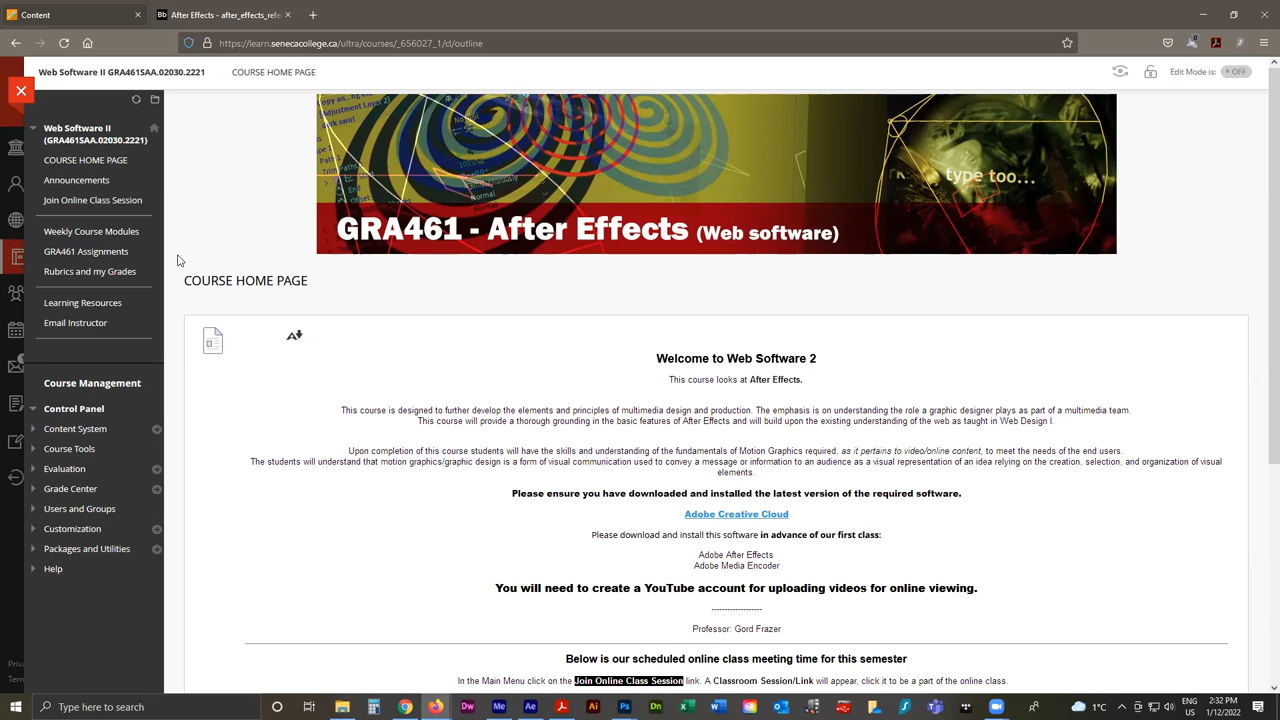 Content
After Effects - after_effects_refe
https://learn.senecacollege.ca/ultra/courses/_656027_1/cl/outline
Web Software II GRA461SAA.02030.2221
COURSE HOME PAGE
Edit Mode is:
OFF
Web Software II
(GRA461SAA.02030.2221)
COURSE HOME PAGE
Announcements
Join Online Class Session
Weekly Course Modules
GRA461 Assignments
Rubrics and my Grades
Learning Resources
Email Instructor
Course Management
Control Panel
Content System
Course Tools
Evaluation
Grade Center
Users and Groups
Customization
Packages and Utilities
Help
type too...
GRA461 - After Effects (Web software)
COURSE HOME PAGE
Welcome to Web Software 2
This course looks at After Effects.
This course is designed to further develop the elements and principles of multimedia design and production. The emphasis is on understanding the role a graphic designer plays as part of a multimedia team.
This course will provide a thorough grounding in the basic features of After Effects and will build upon the existing understanding of the web as taught in Web Design I.
Upon completion of this course students will have the skills and understanding of the fundamentals of Motion Graphics required, as it pertains to video/online content, to meet the needs of the end users.
The students will understand that motion graphics/graphic design is a form of visual communication used to convey a message or information to an audience as a visual representation of an idea relying on the creation, selection, and organization of visual
elements.
Please ensure you have downloaded and installed the latest version of the required software.
Adobe Creative Cloud
Please download and install this software in advance of our first class:
Adobe After Effects
Adobe Media Encoder
You will need to create a YouTube account for uploading videos for online viewing.
------------------
Professor: Gord Frazer
Below is our scheduled online class meeting time for this semester
In the Main Menu click on the Join Online Class Session link. A Classroom Session/Link will appear, click it to be a part of the online class.
Type here to search
1°C
ENG
US
2:32 PM
1/12/2022